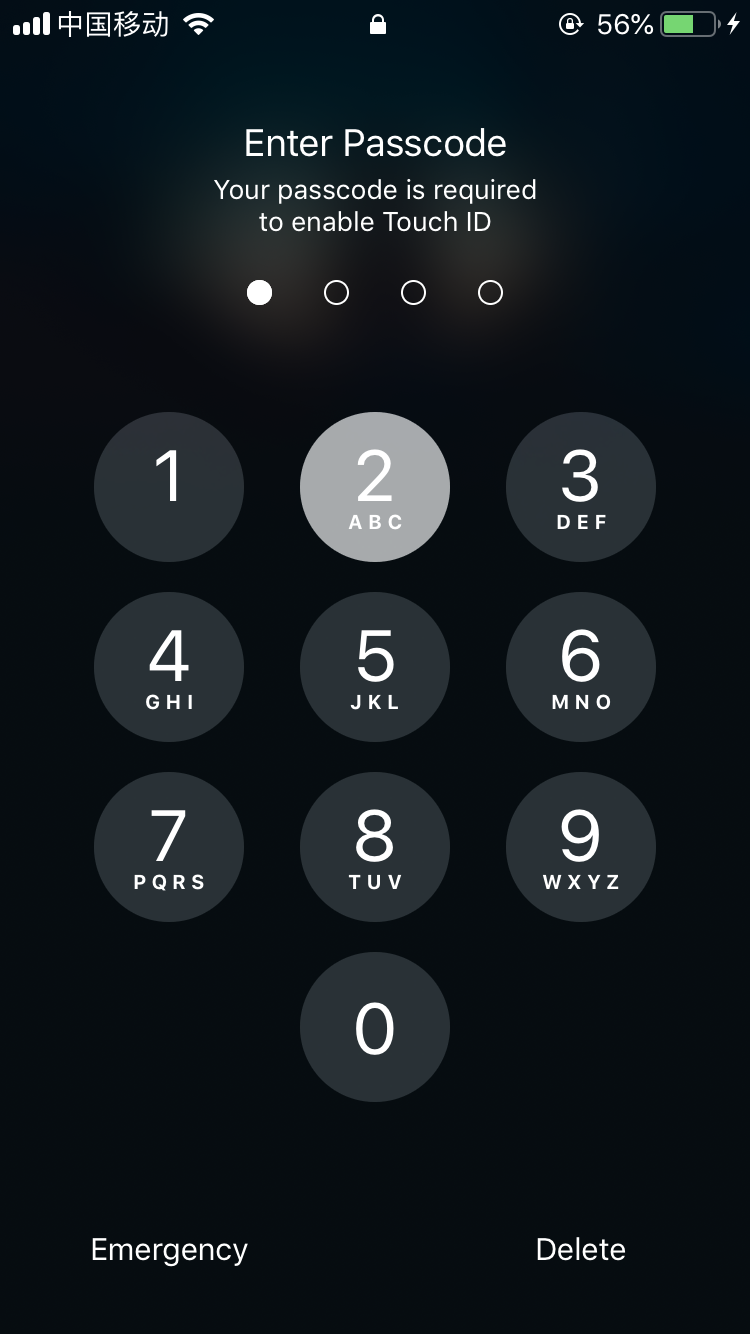 中国移动 56%
Enter Passcode
Your passcode is required
to enable Touch ID
1 2 3
ABC DEF
4 5 6
GHI JKL MNO
7 8 9
PQRS TUV WXYZ
0
Emergency Delete